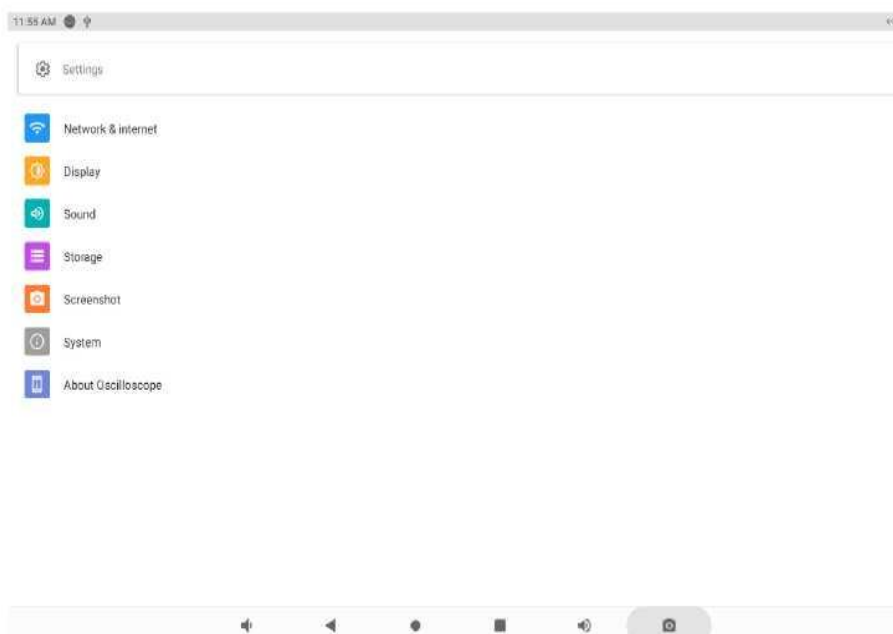 11:55 AM
Settings
Network & internet
Display
Sound
Storage
Screenshot
System
About Oscilloscope